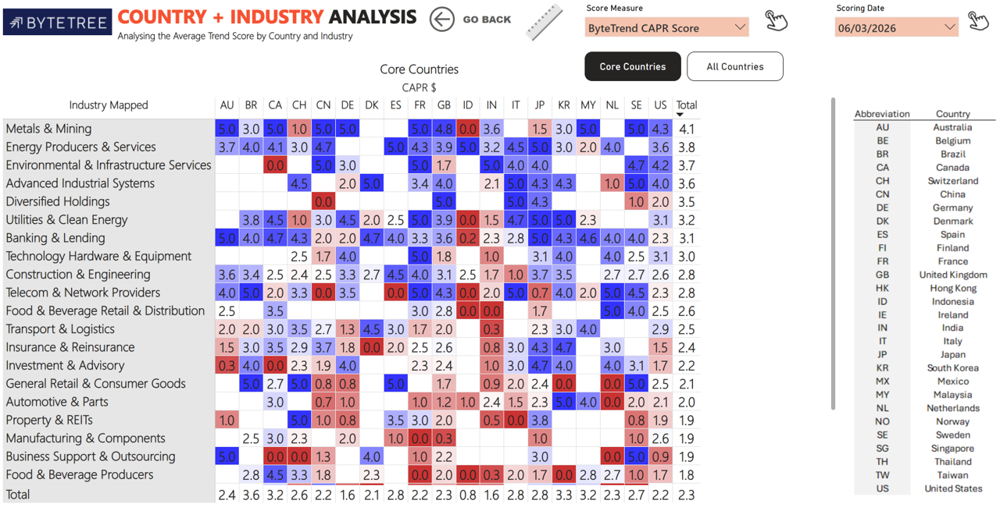 BYTETREE
COUNTRY + INDUSTRY ANALYSIS
Analysing the Average Trend Score by Country and Industry
GO BACK
Score Measure
ByteTrend CAPR Score
Scoring Date
06/03/2026
Core Countries
All Countries
Core Countries
CAPR $
Industry Mapped AU BR CA CH CN DE DK ES FR GB ID IN IT JP KR MY NL SE US Total
Metals & Mining 5.0 3.0 5.0 1.0 5.0 5.0 5.0 4.8 0.0 3.6 1.5 3.0 5.0 5.0 4.3 4.1
Energy Producers & Services 3.7 4.0 4.1 3.0 4.7 5.0 4.3 3.9 5.0 3.2 4.5 5.0 3.0 2.0 4.0 3.6 3.8
Environmental & Infrastructure Services 0.0 5.0 3.0 5.0 1.7 5.0 4.0 4.0 4.7 4.2 3.7
Advanced Industrial Systems 4.5 2.0 5.0 3.4 4.0 2.1 5.0 4.3 4.3 1.0 5.0 4.0 3.6
Diversified Holdings 0.0 5.0 5.0 4.3 1.0 2.0 3.5
Utilities & Clean Energy 3.8 4.5 1.0 3.0 4.5 2.0 2.5 5.0 3.9 0.0 1.5 4.7 5.0 5.0 2.3 3.1 3.2
Banking & Lending 5.0 4.0 4.7 4.3 2.0 2.0 4.7 4.0 3.3 3.6 0.2 2.3 2.8 5.0 4.3 4.6 4.0 4.0 2.3 3.1
Technology Hardware & Equipment 2.5 1.7 4.0 5.0 1.8 1.0 3.1 4.0 4.0 2.5 3.1 3.0
Construction & Engineering 3.6 3.4 2.5 2.4 2.5 3.3 2.7 4.5 4.0 3.1 2.5 1.7 1.0 3.7 3.5 2.7 2.7 2.6 2.8
Telecom & Network Providers 4.0 5.0 2.0 3.3 0.0 3.5 0.0 5.0 4.3 0.0 2.0 5.0 0.7 4.0 2.0 5.0 4.5 2.3 2.8
Food & Beverage Retail & Distribution 2.5 3.5 3.0 2.8 0.0 0.0 1.7 5.0 4.0 2.5 2.6
Transport & Logistics 2.0 2.0 3.0 3.5 2.7 1.3 4.5 3.0 1.7 2.0 0.3 2.3 3.0 4.0 2.9 2.5
Insurance & Reinsurance 1.5 3.0 3.5 2.9 3.7 1.8 0.0 2.0 2.5 2.6 0.8 3.0 4.3 4.7 3.0 1.5 2.4
Investment & Advisory 0.3 4.0 0.0 2.3 1.9 4.0 2.3 2.4 1.0 3.0 4.7 4.0 4.0 3.1 1.7 2.2
General Retail & Consumer Goods 5.0 2.7 5.0 0.8 0.8 5.0 1.7 0.9 2.0 2.4 0.0 0.0 5.0 2.5 2.1
Automotive & Parts 3.0 0.7 1.0 1.0 1.2 1.0 2.4 1.5 2.3 5.0 4.0 0.0 2.0 2.1 2.0
Property & REITs 1.0 5.0 1.0 0.8 3.5 3.0 2.0 0.5 0.0 3.8 0.8 1.9 1.9
Manufacturing & Components 2.5 3.0 2.3 2.0 1.0 0.0 0.3 1.0 1.0 2.6 1.9
Business Support & Outsourcing 5.0 0.0 0.0 1.3 4.0 1.0 2.2 3.0 0.0 5.0 0.9 1.9
Food & Beverage Producers 2.8 4.5 3.3 1.8 2.3 0.0 2.0 0.0 0.3 2.0 1.7 0.0 2.8 2.7 1.0 1.7 1.8
Total 2.4 3.6 3.2 2.6 2.2 1.6 2.1 2.8 2.2 2.3 0.8 1.6 2.8 2.8 3.3 3.2 2.3 2.7 2.2 2.3
Abbreviation Country
AU Australia
BE Belgium
BR Brazil
CA Canada
CH Switzerland
CN China
DE Germany
DK Denmark
ES Spain
FI Finland
FR France
GB United Kingdom
HK Hong Kong
ID Indonesia
IE Ireland
IN India
IT Italy
JP Japan
KR South Korea
MX Mexico
MY Malaysia
NL Netherlands
NO Norway
SE Sweden
SG Singapore
TH Thailand
TW Taiwan
US United States